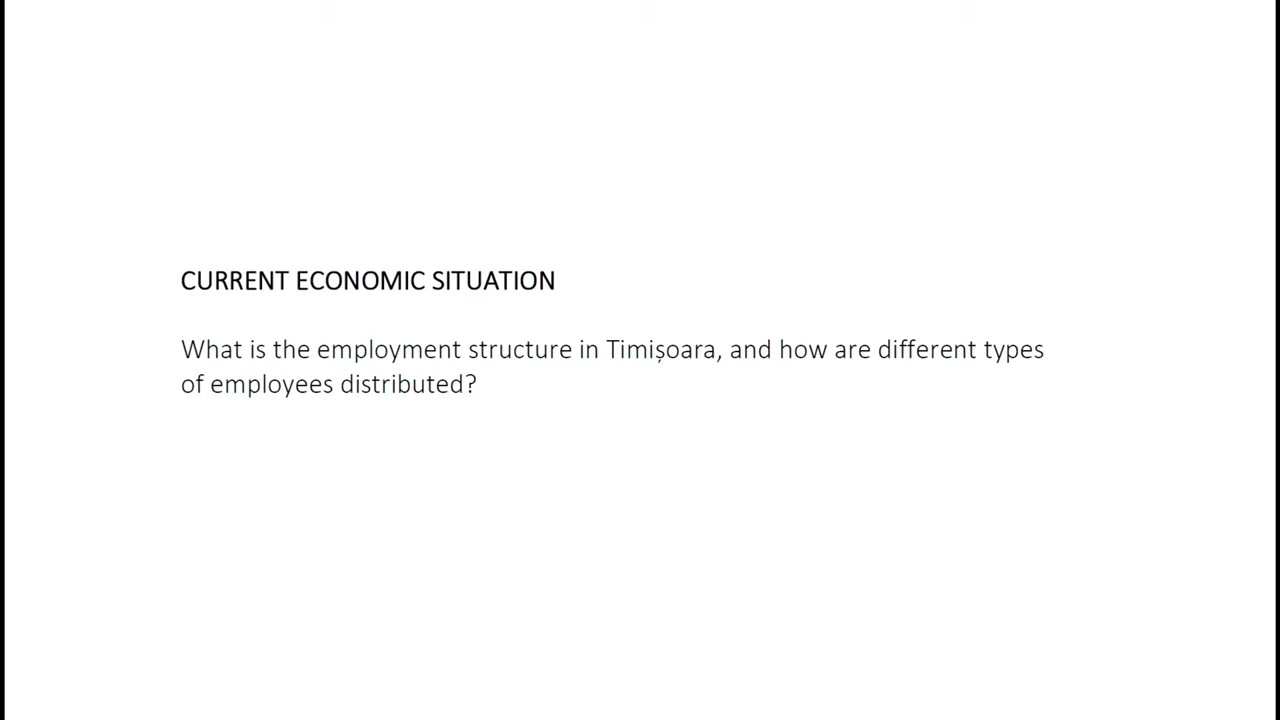 CURRENT ECONOMIC SITUATION
What is the employment structure in Timișoara, and how are different types
of employees distributed?